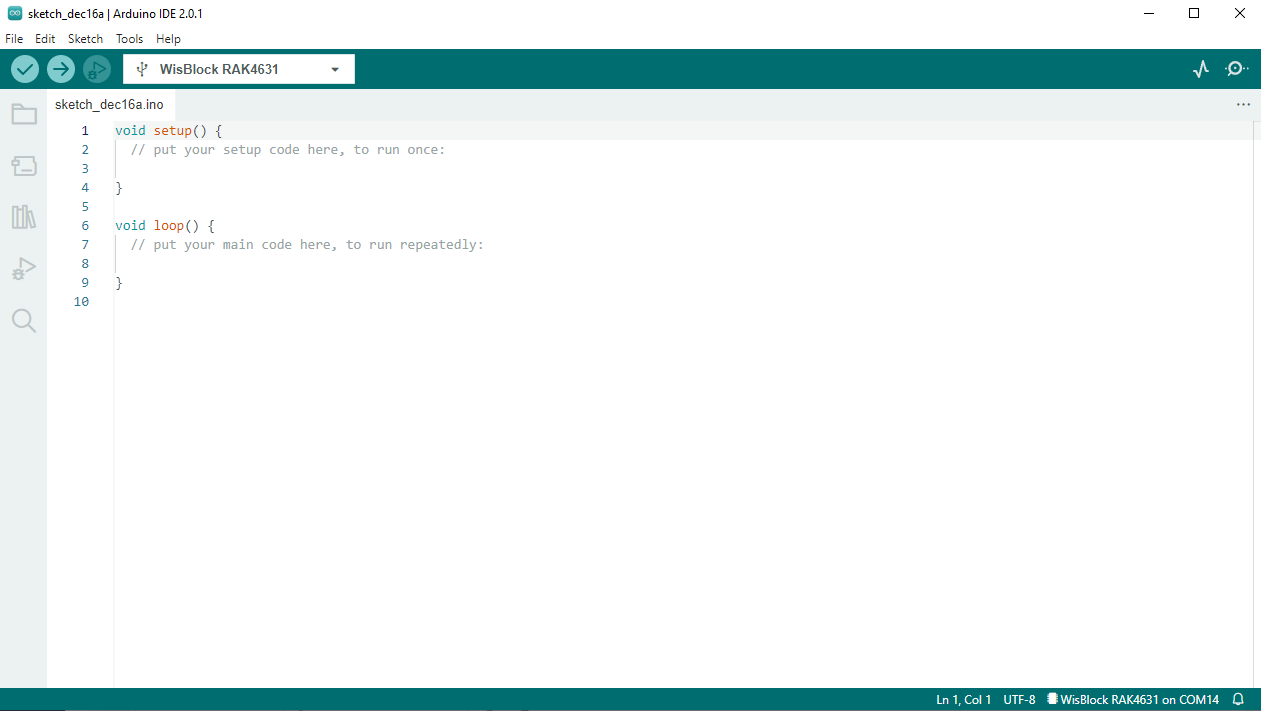 sketch_dec16a | Arduino IDE 2.0.1
File Edit Sketch Tools Help
WisBlock RAK4631
sketch_dec16a.ino
1 void setup() {
2 // put your setup code here, to run once:
3
4 }
5
6 void loop() {
7 // put your main code here, to run repeatedly:
8
9 }
10
Ln 1, Col 1 UTF-8 WisBlock RAK4631 on COM14